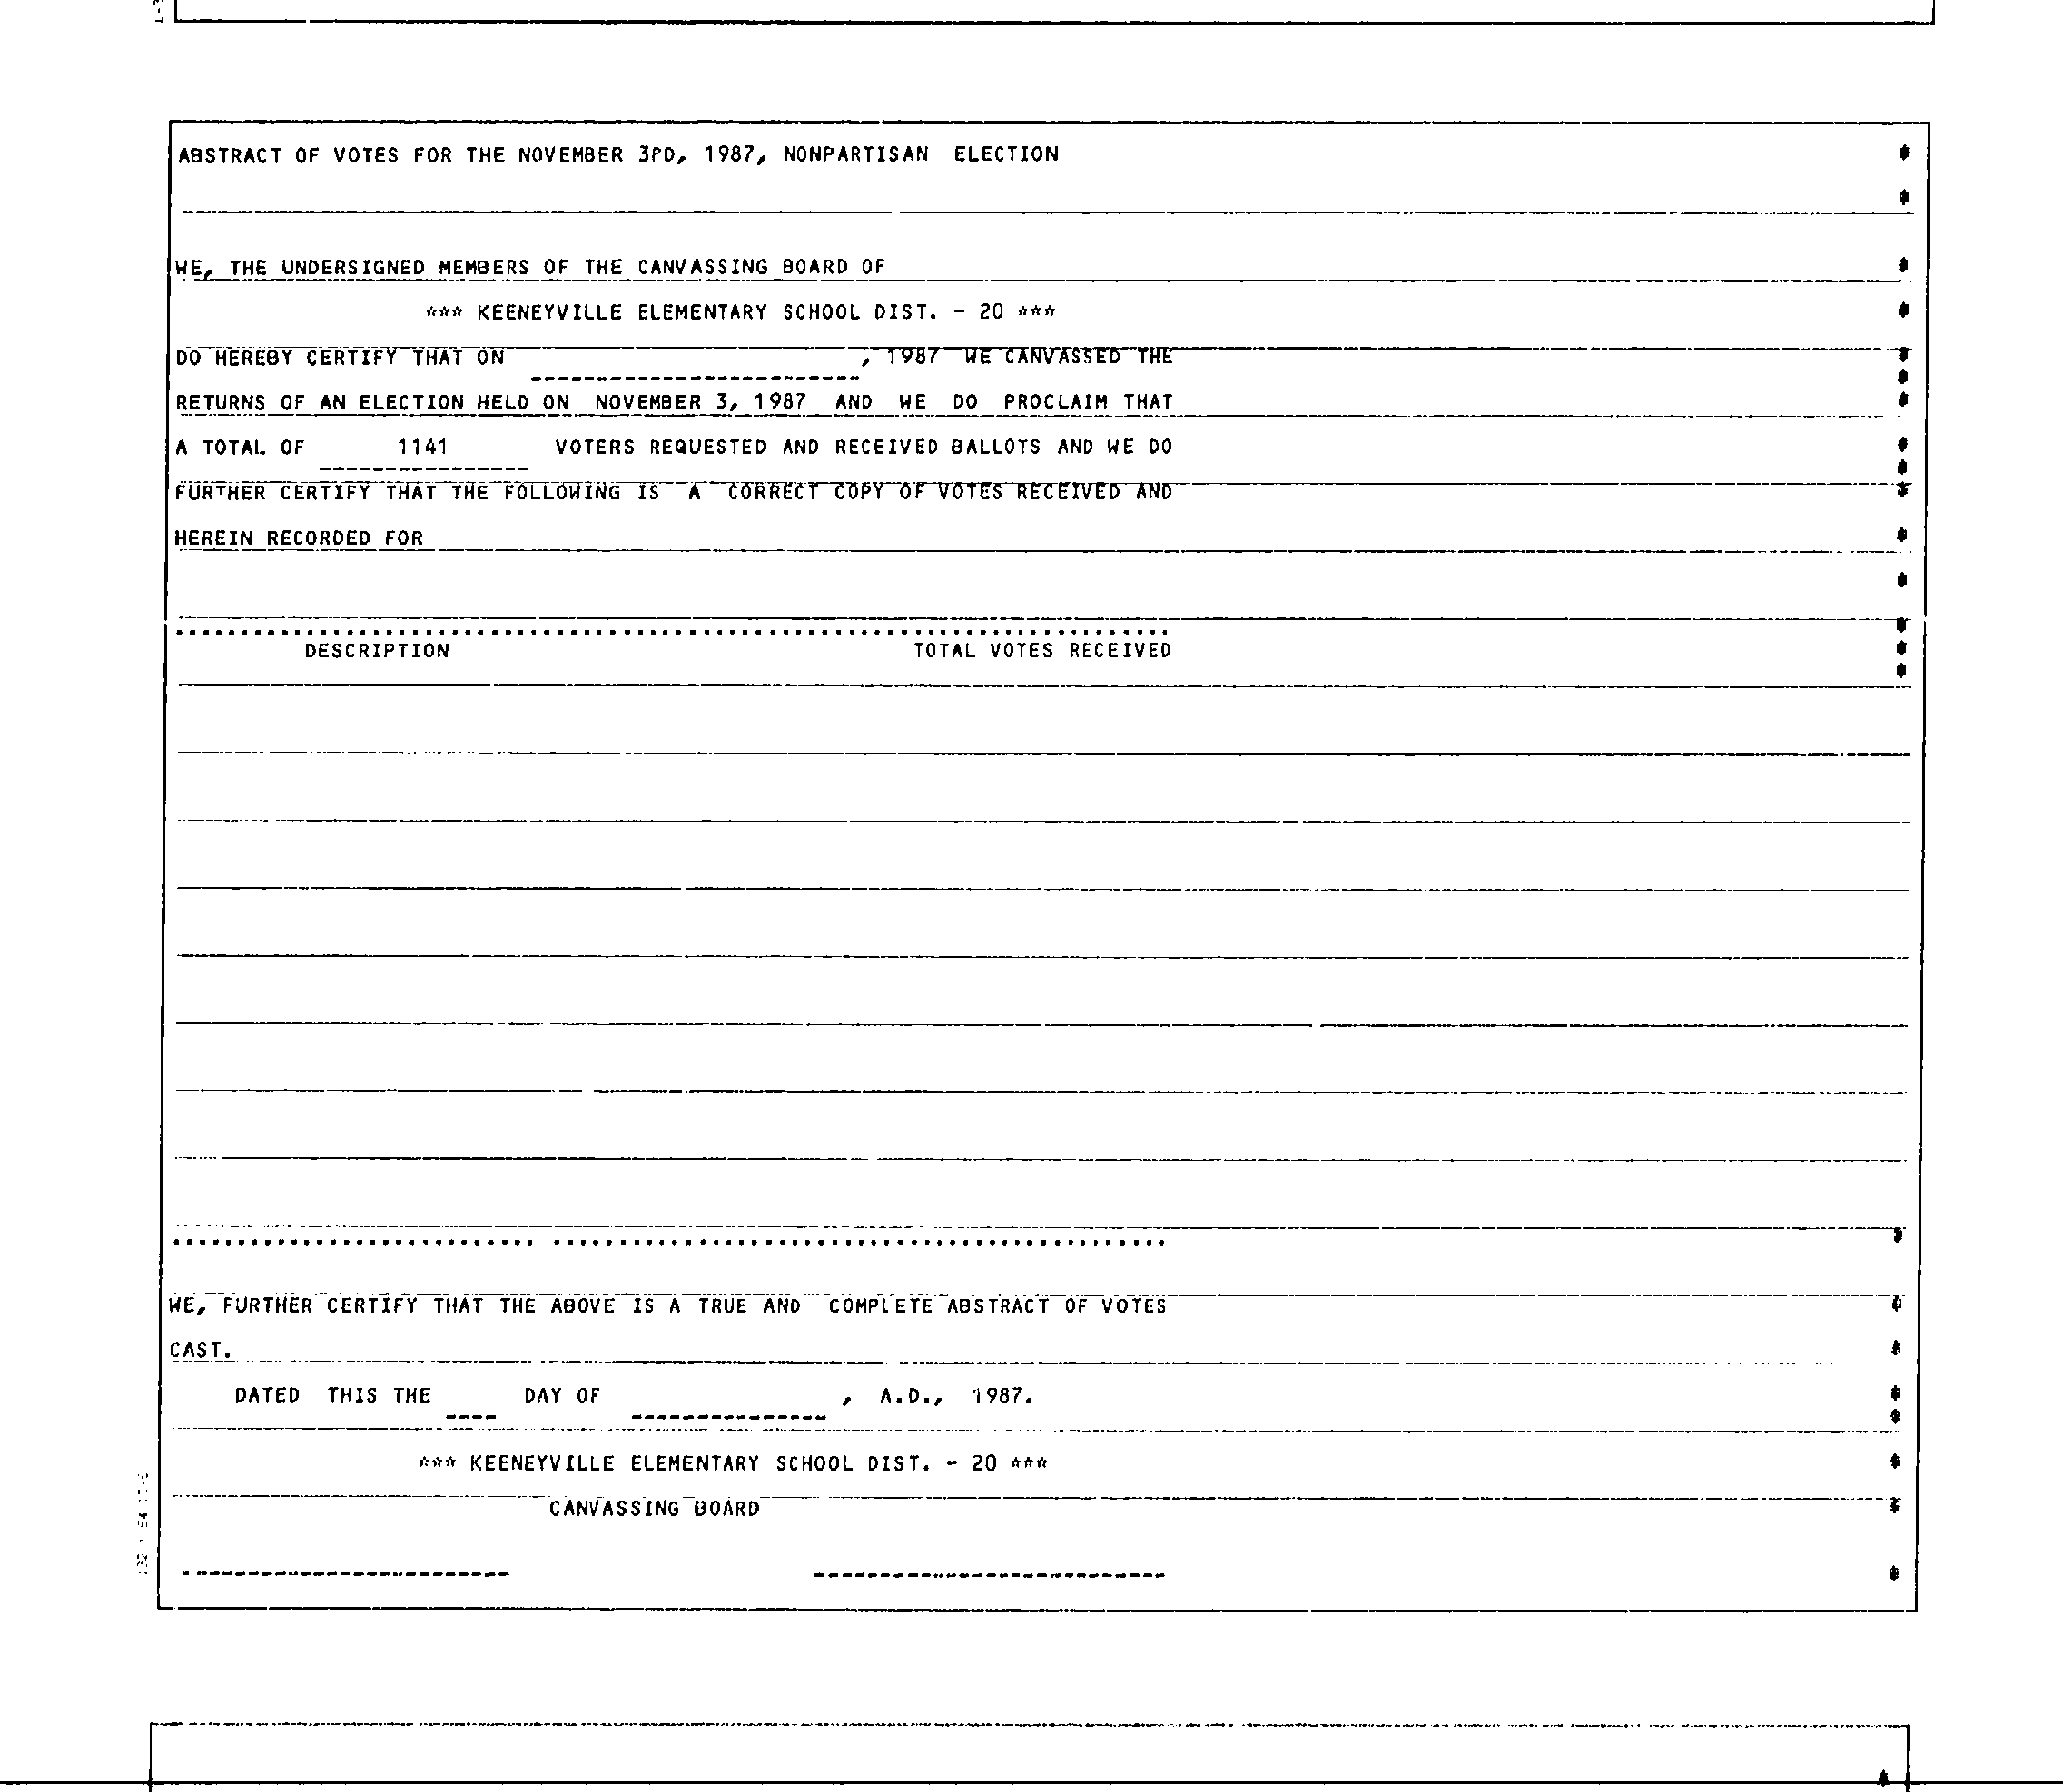 ABSTRACT OF VOTES FOR THE NOVEMBER 3PD, 1987, NONPARTISAN ELECTION
WE, THE UNDERSIGNED MEMBERS OF THE CANVASSING BOARD OF
*** KEENEYVILLE ELEMENTARY SCHOOL DIST. - 20 ***
DO HEREBY CERTIFY THAT ON ________________, 1987 WE CANVASSED THE
RETURNS OF AN ELECTION HELD ON NOVEMBER 3, 1987 AND WE DO PROCLAIM THAT
A TOTAL OF 1141 VOTERS REQUESTED AND RECEIVED BALLOTS AND WE DO
FURTHER CERTIFY THAT THE FOLLOWING IS A CORRECT COPY OF VOTES RECEIVED AND
HEREIN RECORDED FOR
DESCRIPTION TOTAL VOTES RECEIVED
WE, FURTHER CERTIFY THAT THE ABOVE IS A TRUE AND COMPLETE ABSTRACT OF VOTES
CAST.
DATED THIS THE ____ DAY OF ____________, A.D., 1987.
*** KEENEYVILLE ELEMENTARY SCHOOL DIST. - 20 ***
CANVASSING BOARD